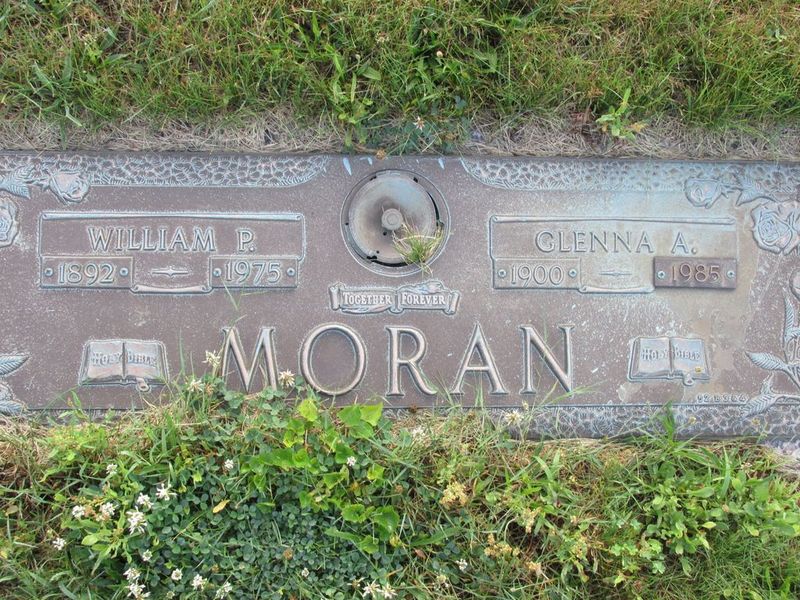 WILLIAM P.
1892 1975
GLENNA A.
1900 1985
TOGETHER FOREVER
MORAN
HOLY BIBLE
HOLY BIBLE